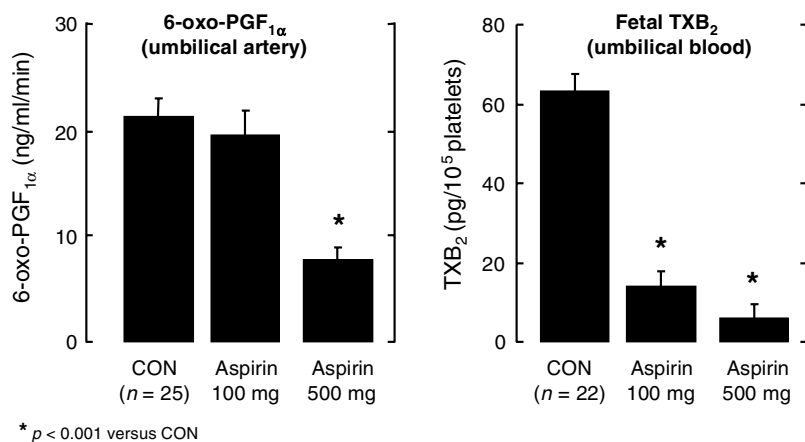 6-oxo-PGF1α
(umbilical artery)
6-oxo-PGF1α (ng/ml/min)
30
20
10
0
*
CON
(n = 25)
Aspirin
100 mg
Aspirin
500 mg
Fetal TXB2
(umbilical blood)
TXB2 (pg/10^5 platelets)
80
60
40
20
0
*
*
CON
(n = 22)
Aspirin
100 mg
Aspirin
500 mg
* p < 0.001 versus CON